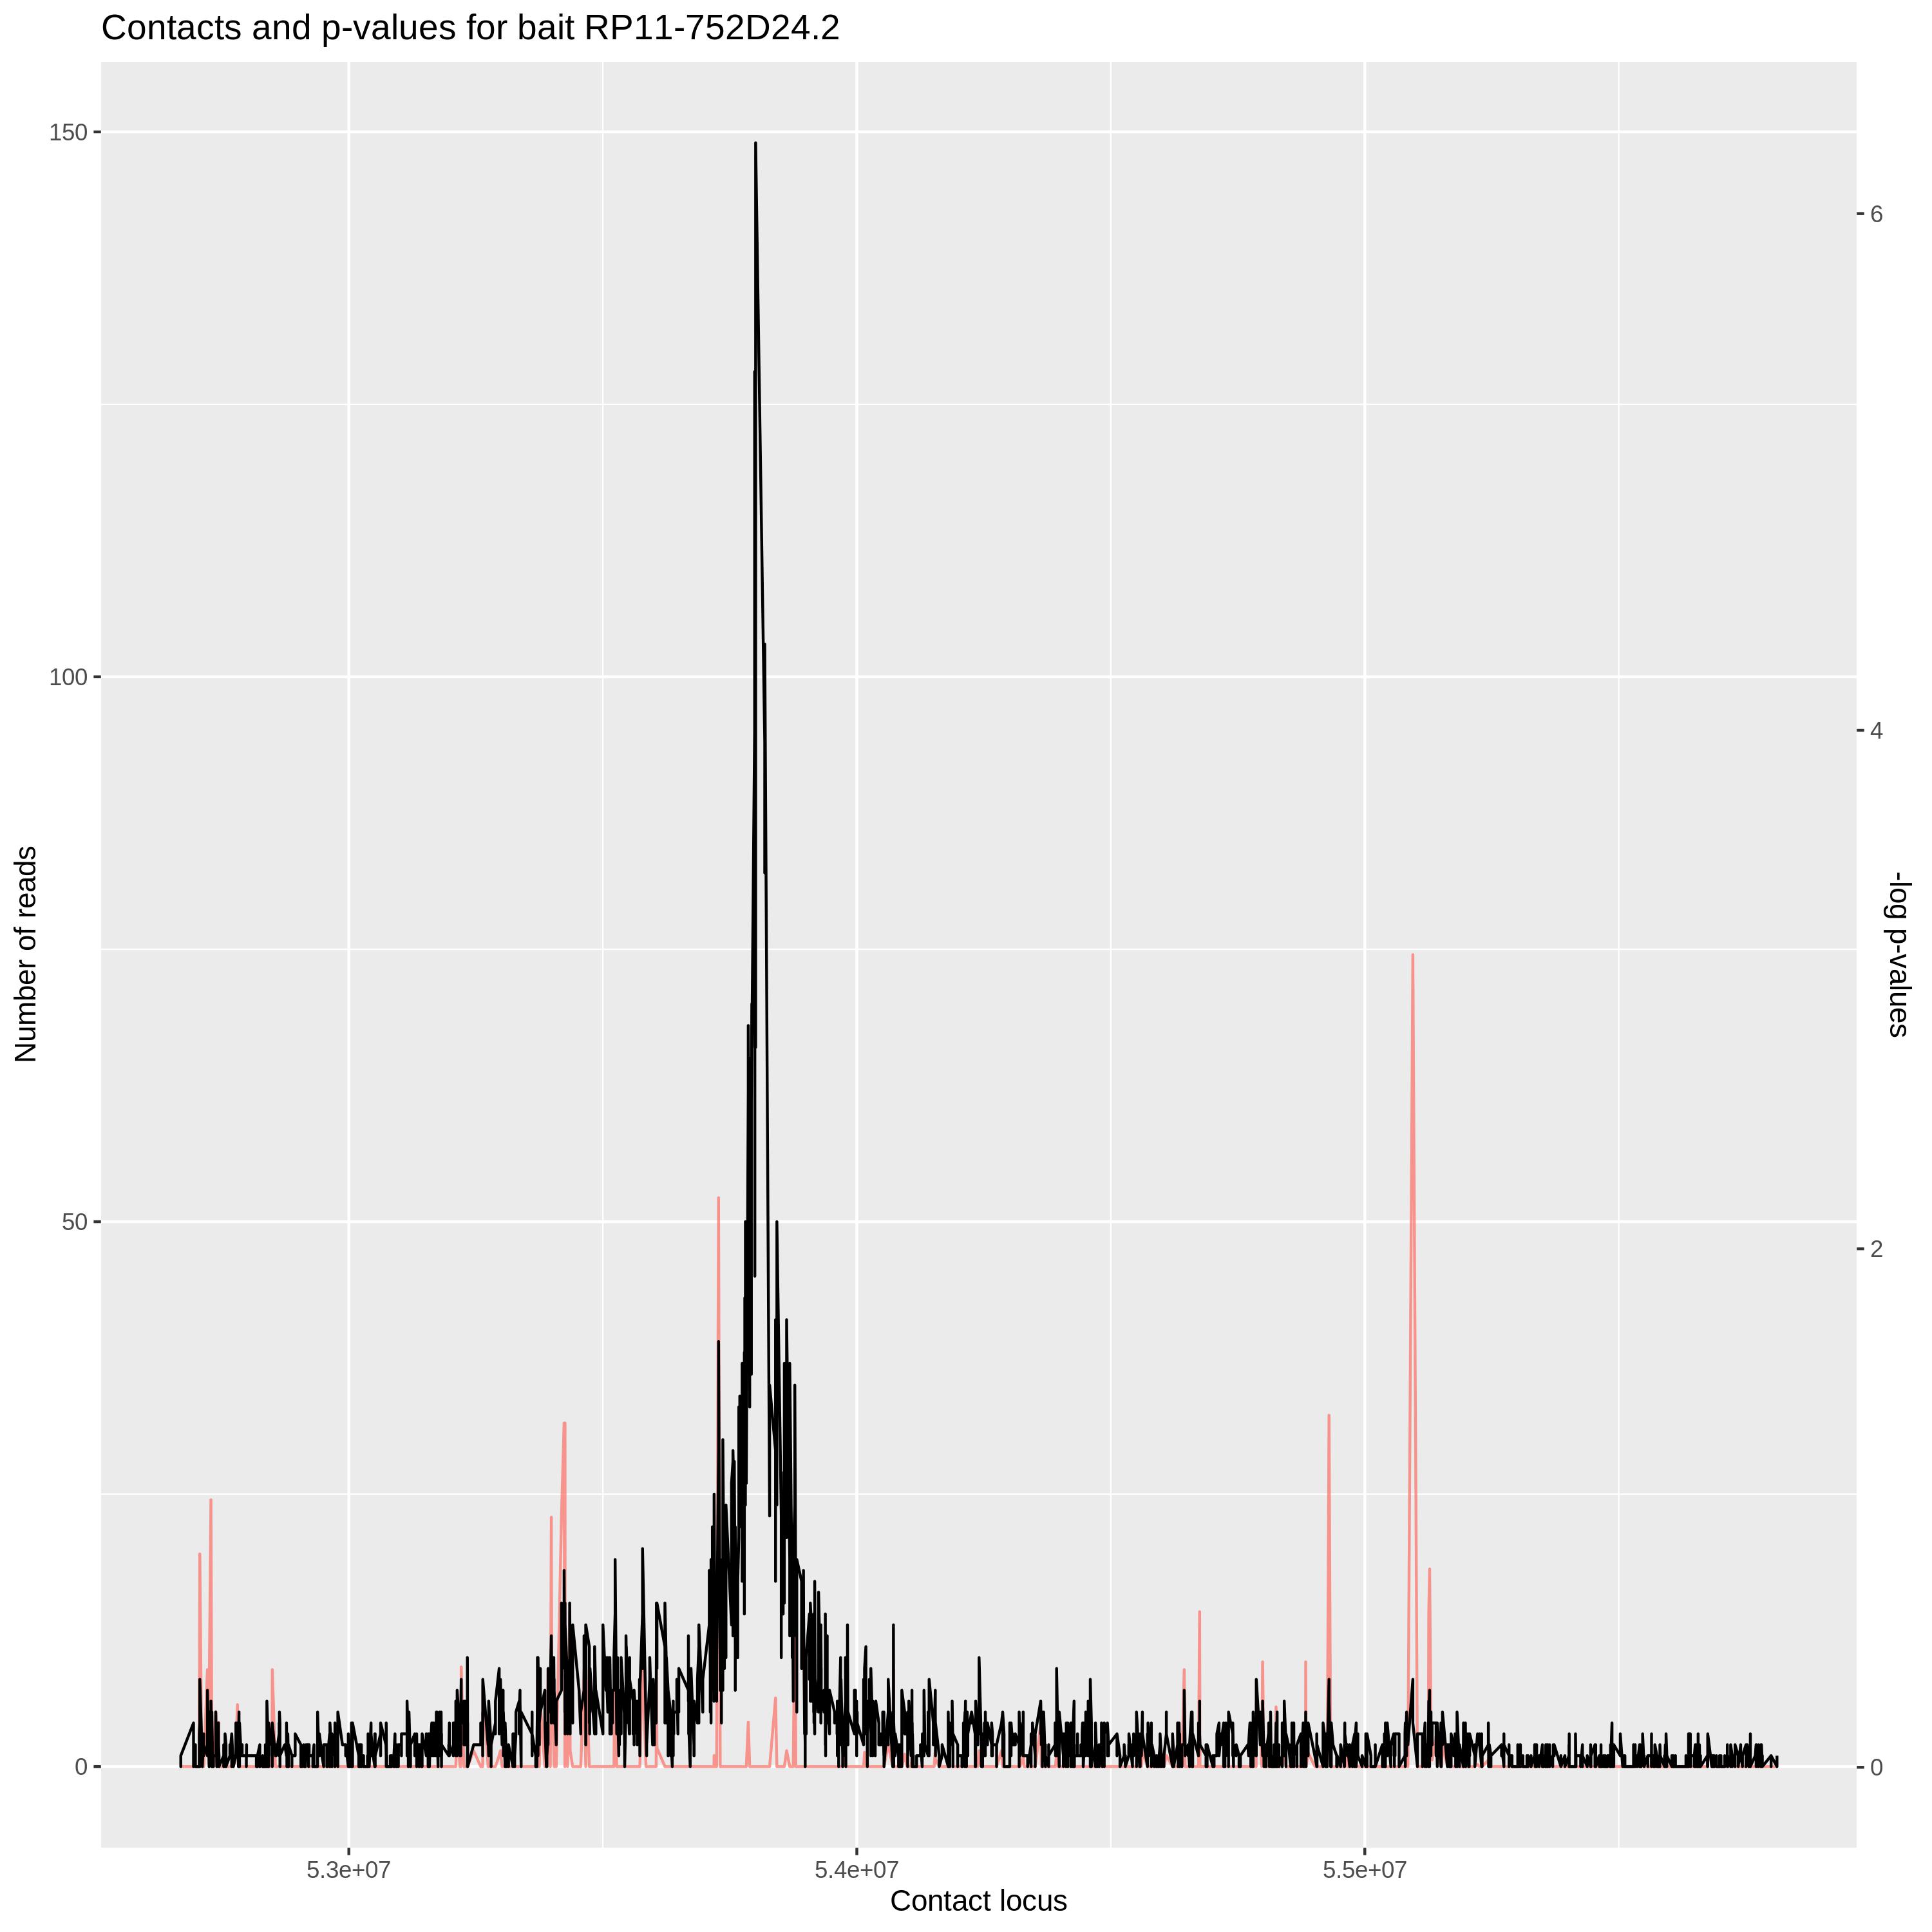 Contacts and p-values for bait RP11-752D24.2
150
100
50
0
6
4
2
0
Number of reads
-log p-values
5.3e+07
5.4e+07
5.5e+07
Contact locus